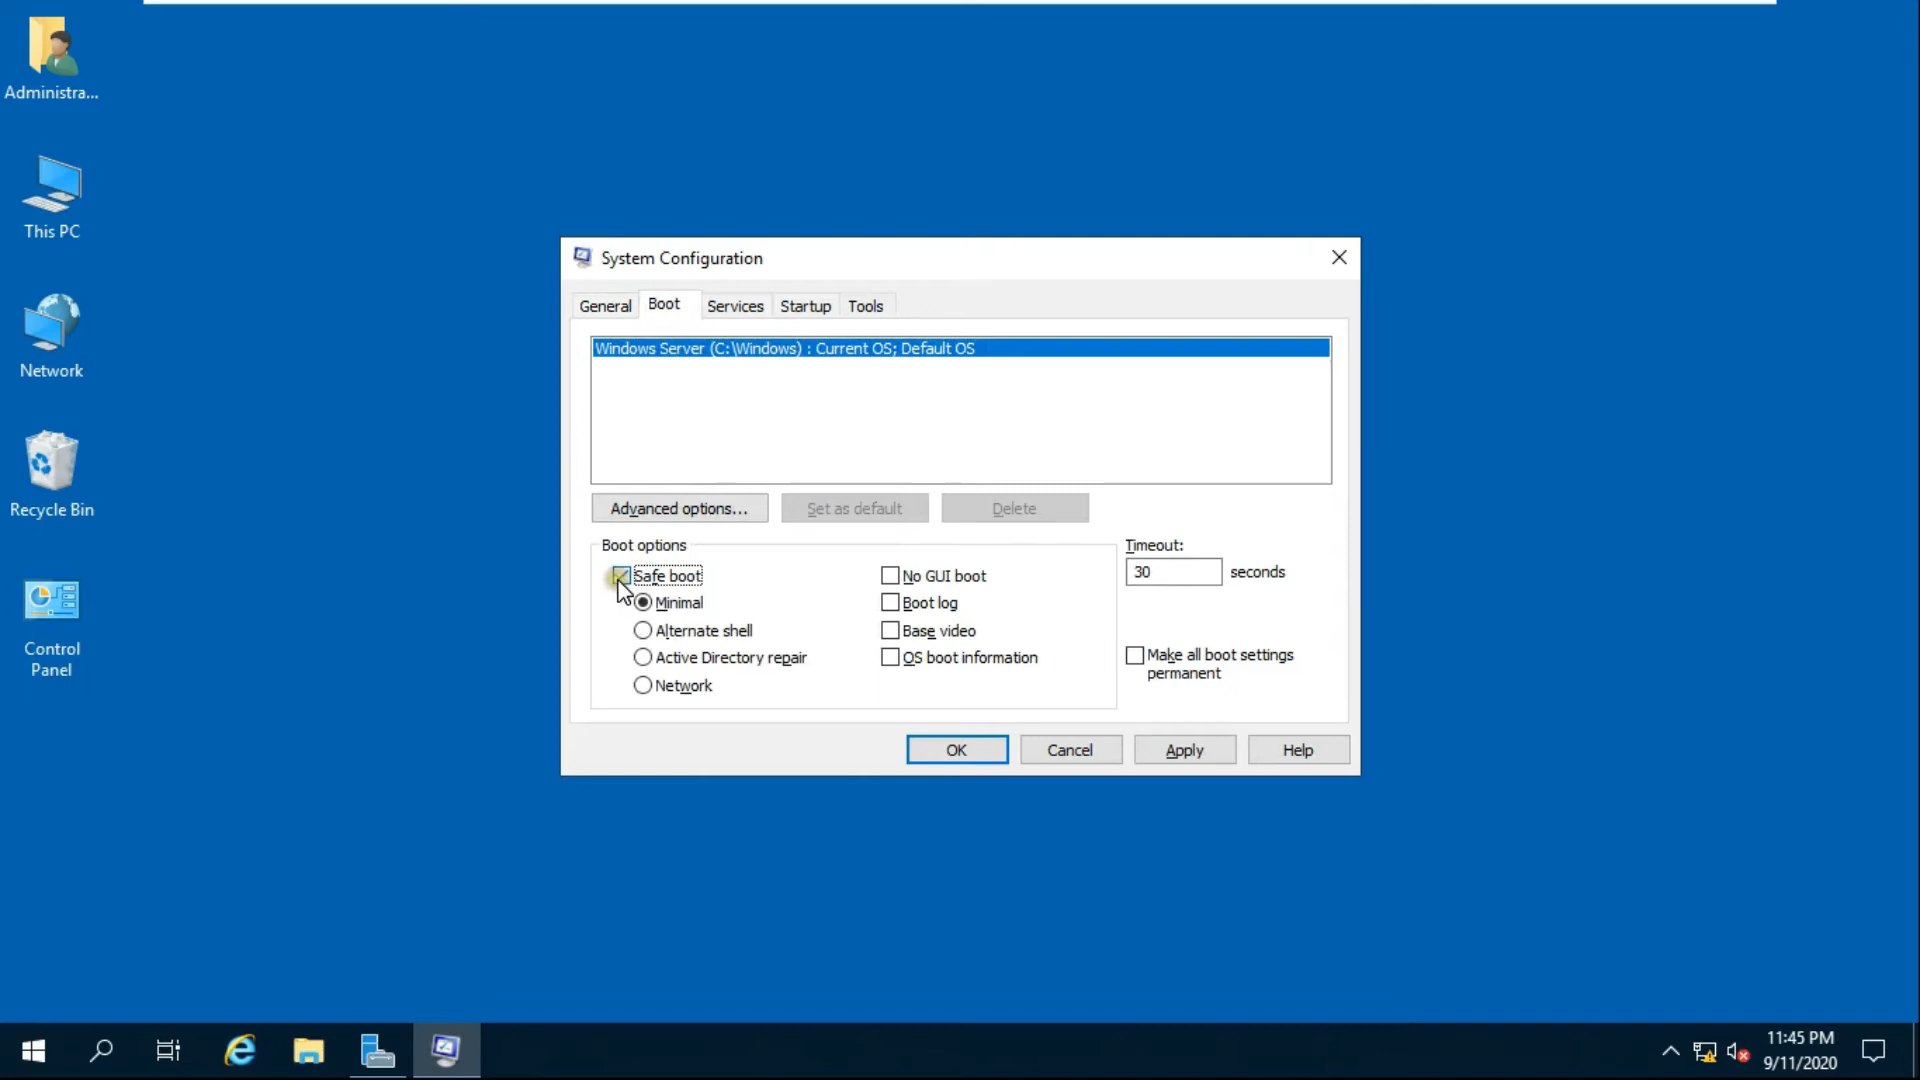 Administra...
This PC
Network
Recycle Bin
Control
Panel
System Configuration
General Boot Services Startup Tools
Windows Server (C:\Windows) : Current OS; Default OS
Advanced options... Set as default Delete
Boot options
Safe boot
Minimal
Alternate shell
Active Directory repair
Network
No GUI boot
Boot log
Base video
OS boot information
Timeout:
30 seconds
Make all boot settings
permanent
OK Cancel Apply Help
11:45 PM
9/11/2020